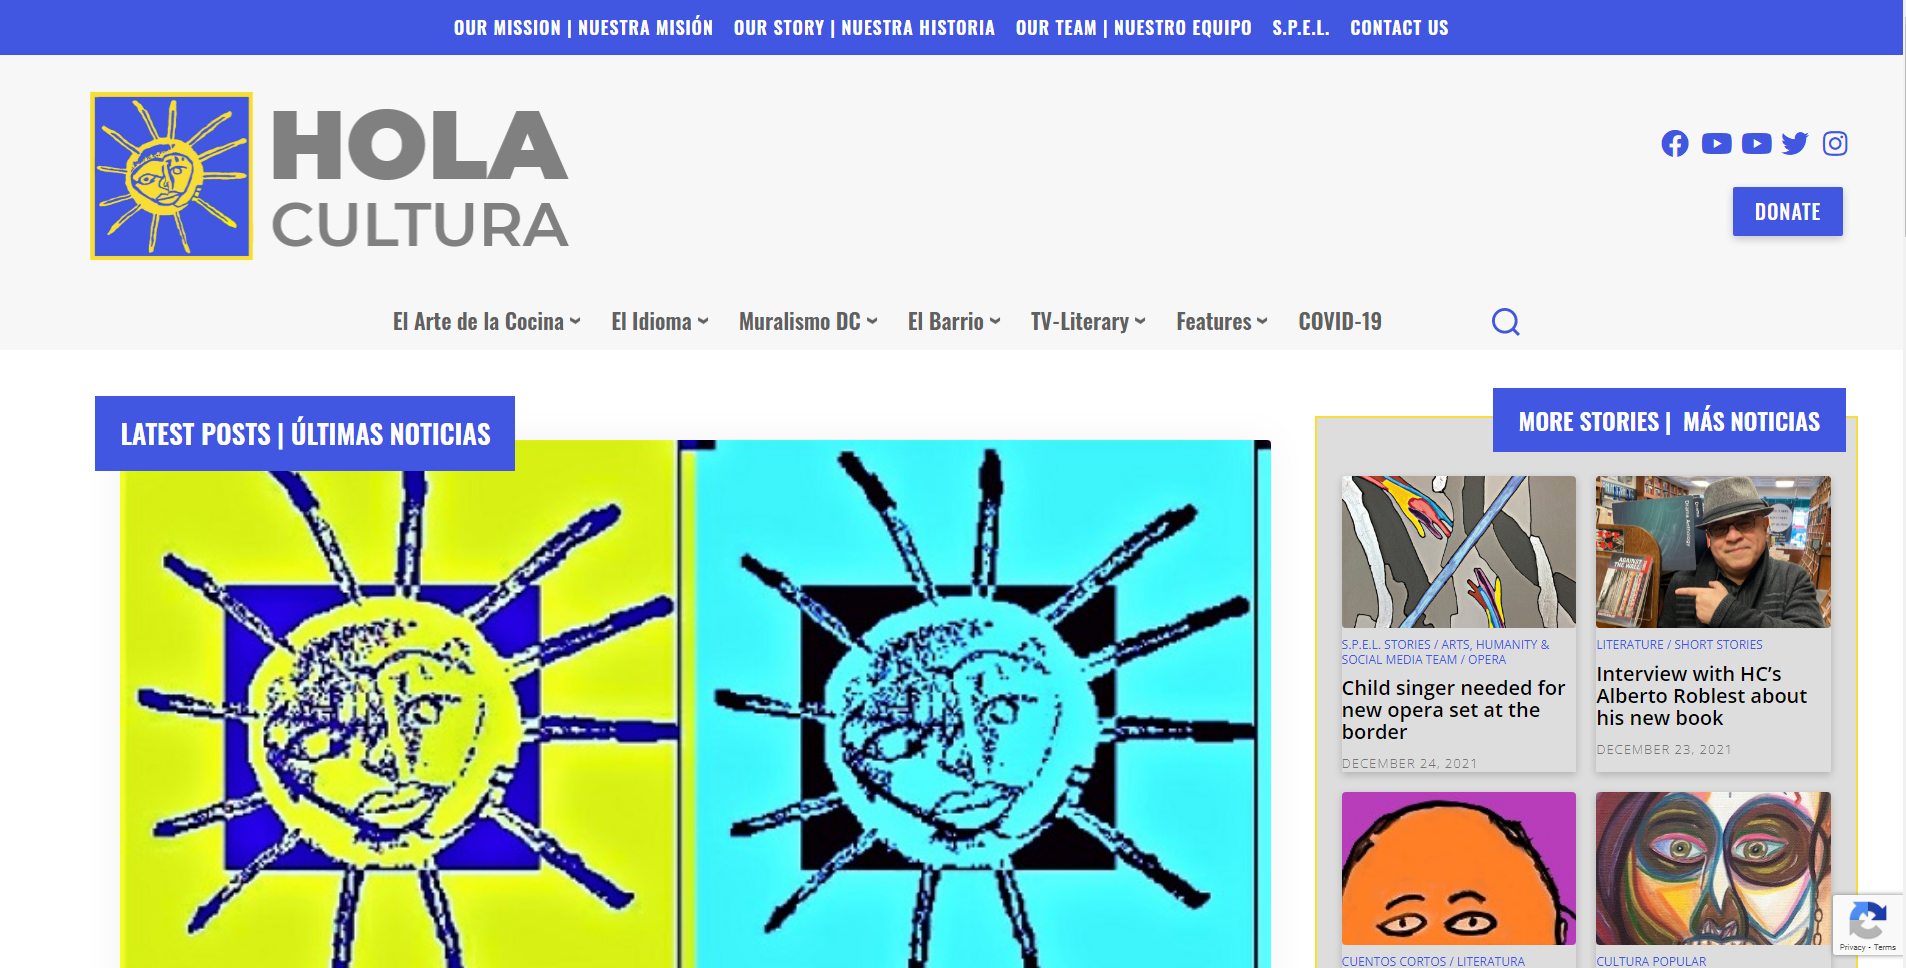 OUR MISSION | NUESTRA MISIÓN OUR STORY | NUESTRA HISTORIA OUR TEAM | NUESTRO EQUIPO S.P.E.L. CONTACT US
HOLA
CULTURA
DONATE
El Arte de la Cocina El Idioma Muralismo DC El Barrio TV-Literary Features COVID-19
LATEST POSTS | ÚLTIMAS NOTICIAS
MORE STORIES | MÁS NOTICIAS
AGAINST
THE WALL
S.P.E.L. STORIES / ARTS, HUMANITY &
SOCIAL MEDIA TEAM / OPERA
Child singer needed for
new opera set at the
border
DECEMBER 24, 2021
LITERATURE / SHORT STORIES
Interview with HC’s
Alberto Roblest about
his new book
DECEMBER 23, 2021
CUENTOS CORTOS / LITERATURA
CULTURA POPULAR
Privacy - Terms